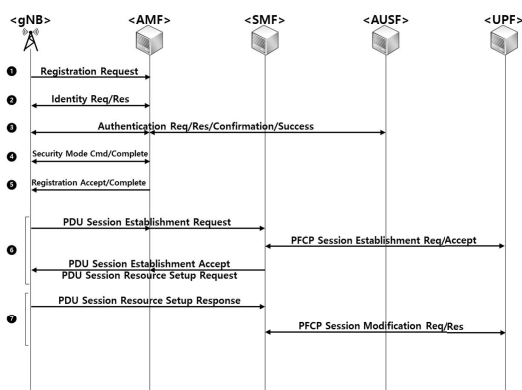 <gNB> <AMF> <SMF> <AUSF> <UPF>
1 Registration Request
2 Identity Req/Res
3 Authentication Req/Res/Confirmation/Success
4 Security Mode Cmd/Complete
5 Registration Accept/Complete
PDU Session Establishment Request
PFCP Session Establishment Req/Accept
6
PDU Session Establishment Accept
PDU Session Resource Setup Request
PDU Session Resource Setup Response
7
PFCP Session Modification Req/Res